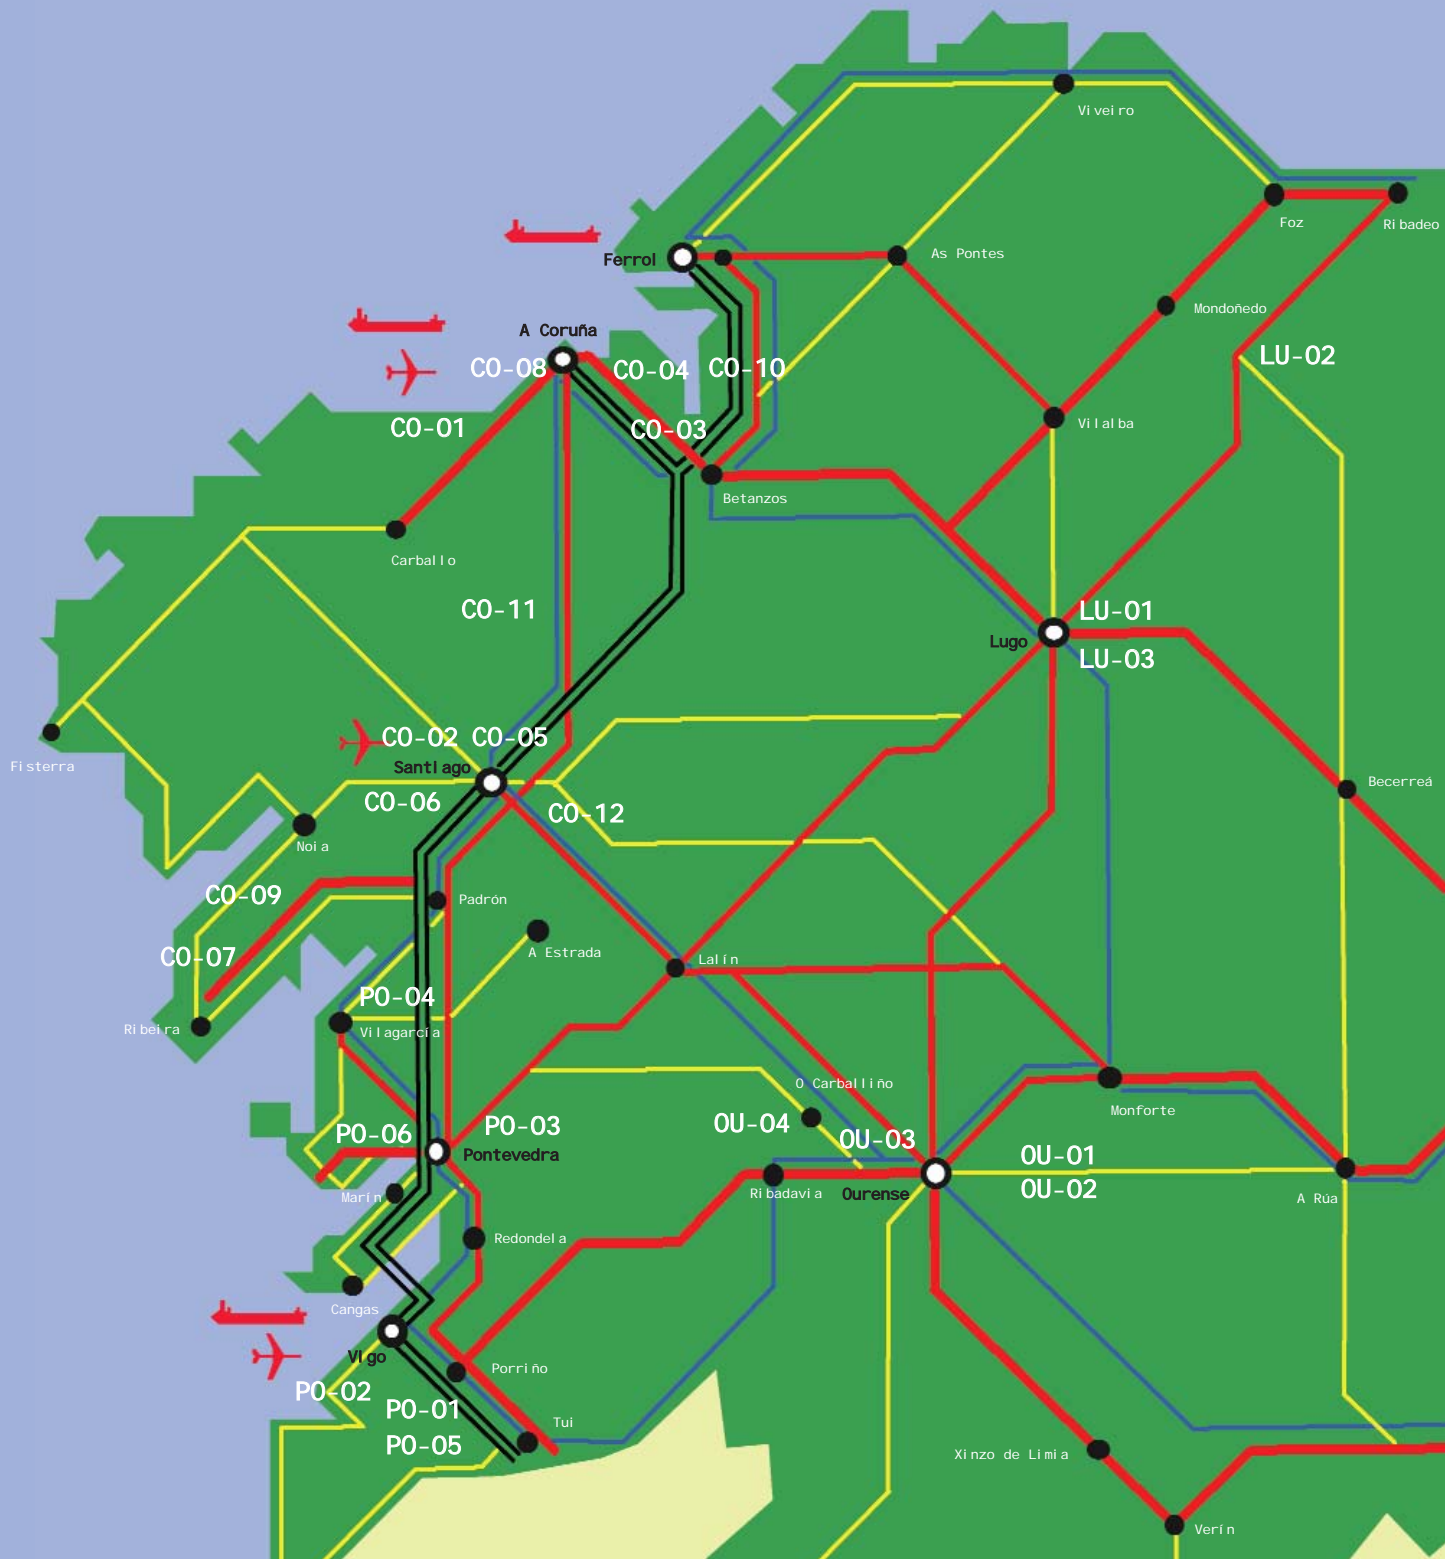 Viveiro
Foz
Ribadeo
Ferrol
As Pontes
Mondoñedo
A Coruña
LU-02
CO-08
CO-04
CO-10
CO-01
CO-03
Vilalba
Betanzos
Carballo
CO-11
LU-01
Lugo
LU-03
CO-02
CO-05
Fisterra
Santiago
Becerreá
CO-06
CO-12
Noia
CO-09
Padrón
CO-07
A Estrada
Lalín
PO-04
Ribeira
Vilagarcía
O Carballiño
Monforte
PO-06
PO-03
OU-04
OU-03
Pontevedra
OU-01
OU-02
Marín
Ribadavia
Ourense
A Rúa
Redondela
Cangas
Vigo
Porriño
PO-02
PO-01
Tui
PO-05
Xinzo de Limia
Verín